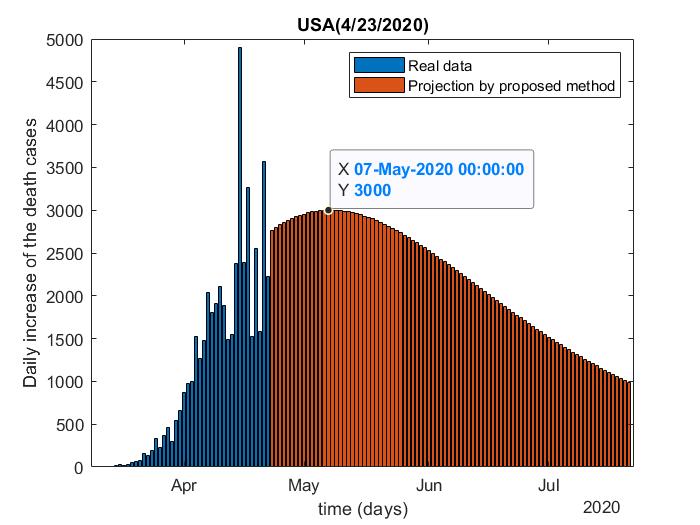 USA(4/23/2020)
5000
4500
4000
3500
3000
2500
2000
1500
1000
500
0
Daily increase of the death cases
Real data
Projection by proposed method
X 07-May-2020 00:00:00
Y 3000
Apr May Jun Jul
time (days)
2020